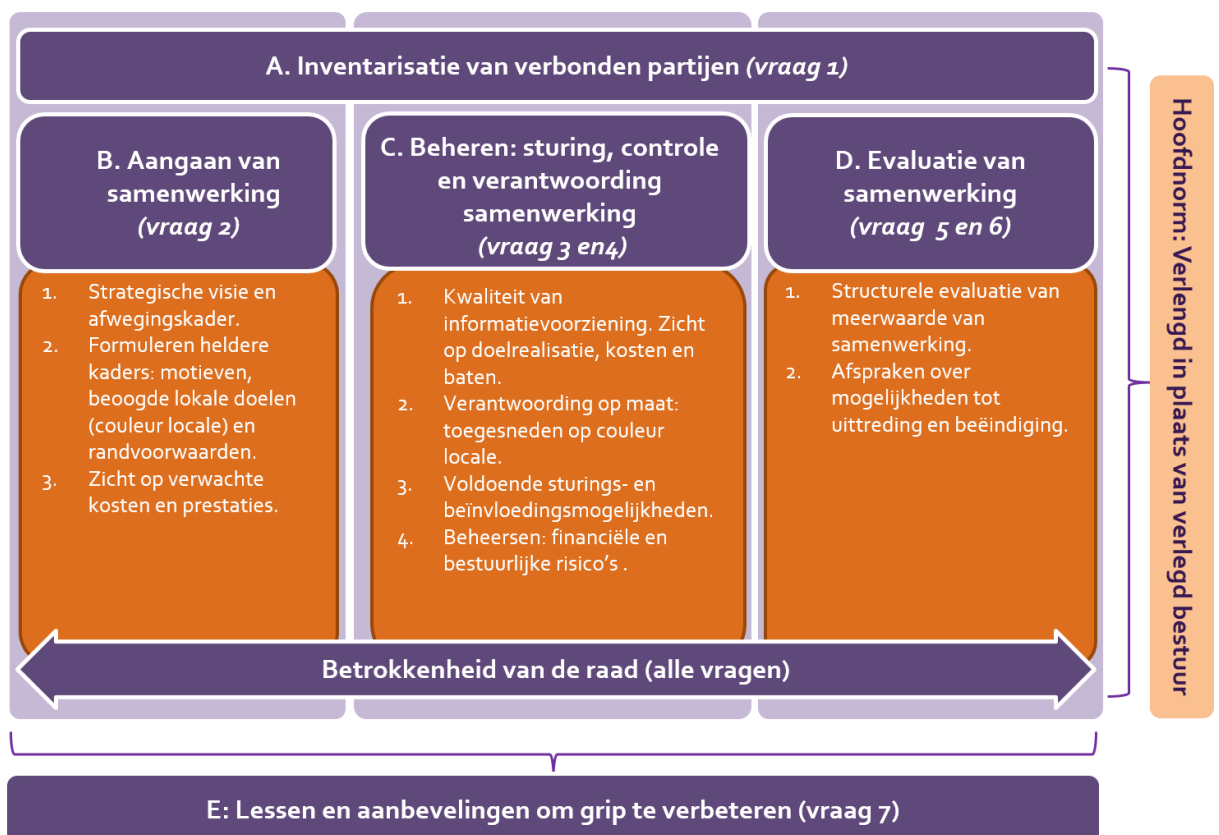 A. Inventarisatie van verbonden partijen (vraag 1)
B. Aangaan van
samenwerking
(vraag 2)
1. Strategische visie en
afwegingskader.
2. Formuleren heldere
kaders: motieven,
beoogde lokale doelen
(couleur locale) en
randvoorwaarden.
3. Zicht op verwachte
kosten en prestaties.
C. Beheren: sturing, controle
en verantwoording
samenwerking
(vraag 3 en4)
1. Kwaliteit van
informatievoorziening. Zicht
op doelrealisatie, kosten en
baten.
2. Verantwoording op maat:
toegesneden op couleur
locale.
3. Voldoende sturings- en
beïnvloedingsmogelijkheden.
4. Beheersen: financiële en
bestuurlijke risico's .
D. Evaluatie van
samenwerking
(vraag  5 en 6)
1. Structurele evaluatie van
meerwaarde van
samenwerking.
2. Afspraken over
mogelijkheden tot
uittreding en beëindiging.
Betrokkenheid van de raad (alle vragen)
Hoofdnorm: Verlengd in plaats van verlegd bestuur
E: Lessen en aanbevelingen om grip te verbeteren (vraag 7)